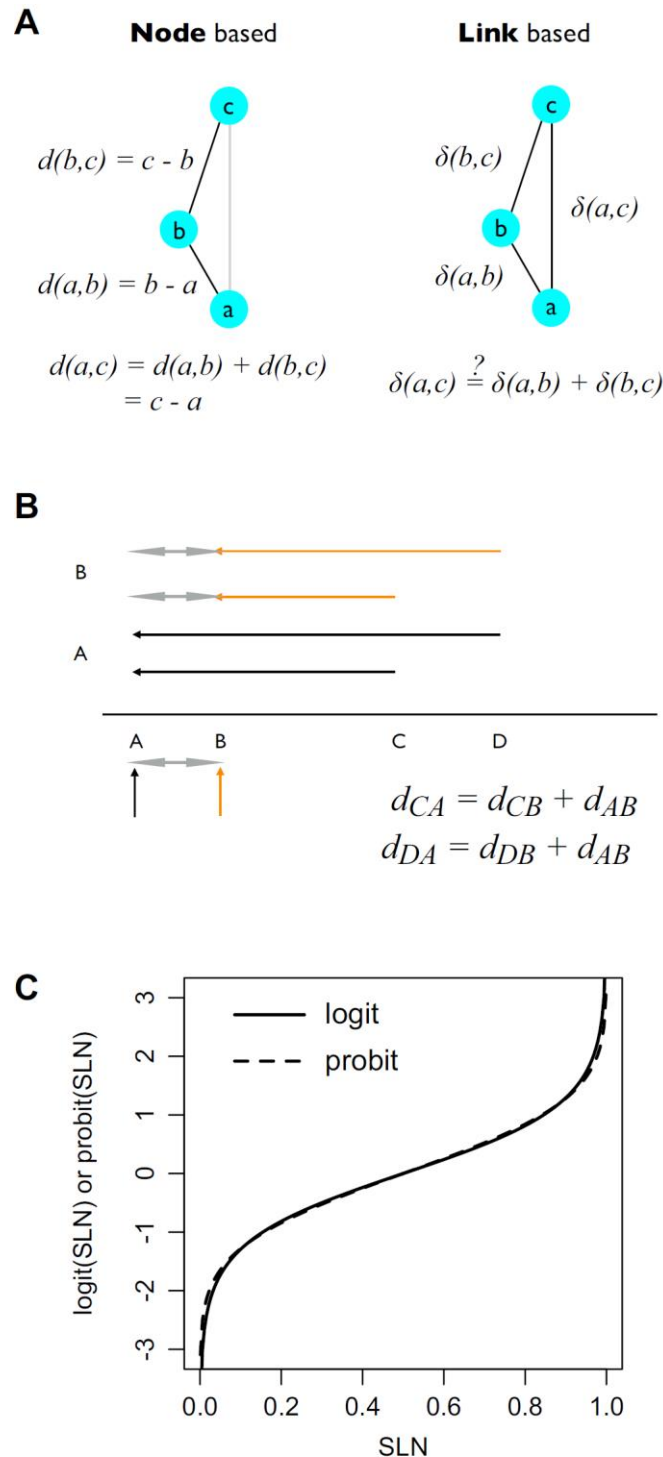 A
Node based
Link based
c
c
d(b,c) = c - b
δ(b,c)
δ(a,c)
b
b
d(a,b) = b - a
δ(a,b)
a
a
d(a,c) = d(a,b) + d(b,c)
= c - a
?
δ(a,c) = δ(a,b) + δ(b,c)
B
B
A
A B C D
d_CA = d_CB + d_AB
d_DA = d_DB + d_AB
C
logit
probit
logit(SLN) or probit(SLN)
3
2
1
0
-1
-2
-3
0.0 0.2 0.4 0.6 0.8 1.0
SLN